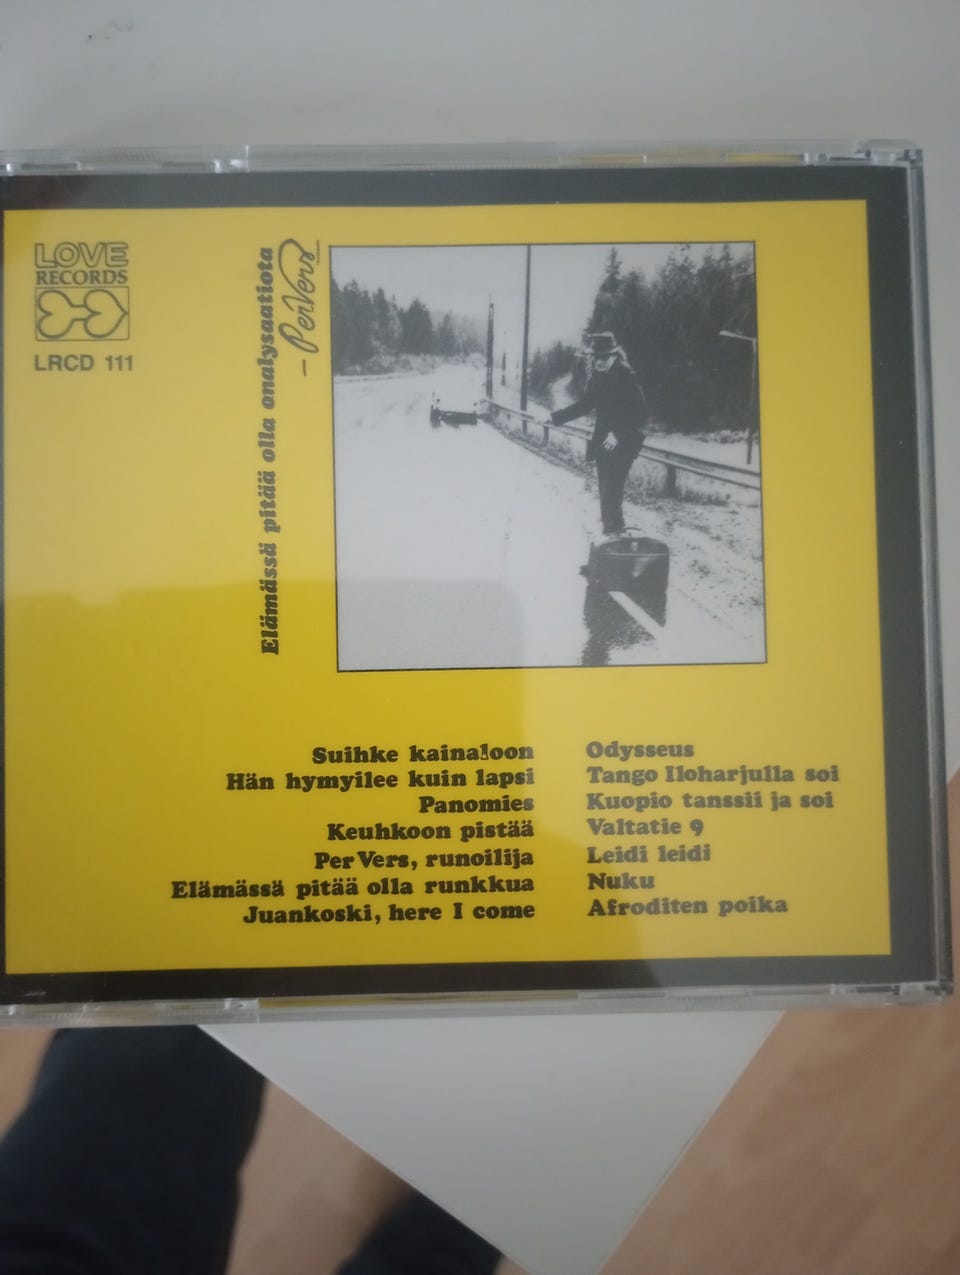 LOVE
RECORDS
LRCD 111
Elämässä pitää olla onalysaatiota
– PerVers
Suihke kainaloon
Hän hymyilee kuin lapsi
Panomies
Keuhkoon pistää
Per Vers, runoilija
Elämässä pitää olla runkkua
Juankoski, here I come
Odysseus
Tango Iloharjulla soi
Kuopio tanssii ja soi
Valtatie 9
Leidi leidi
Nuku
Afroditen poika